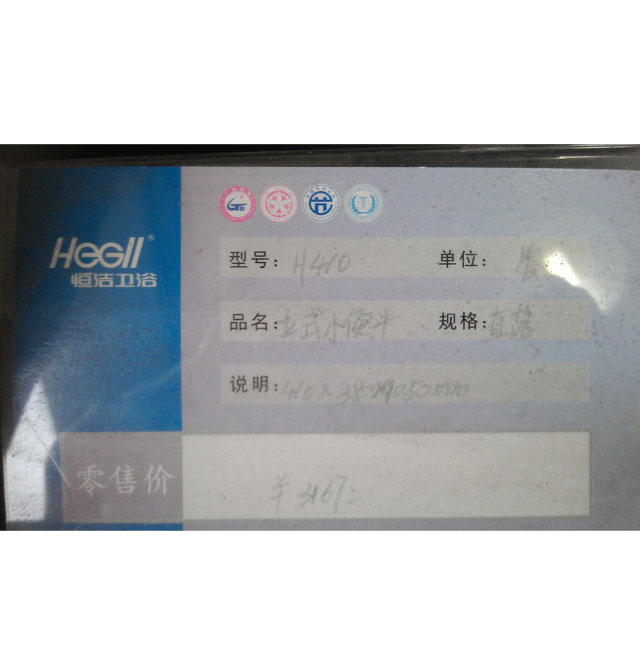 HEGII®
恒洁卫浴
型号: H410 单位:
品名: 立式小便斗 规格: 直落
说明:
零售价 ¥3167: